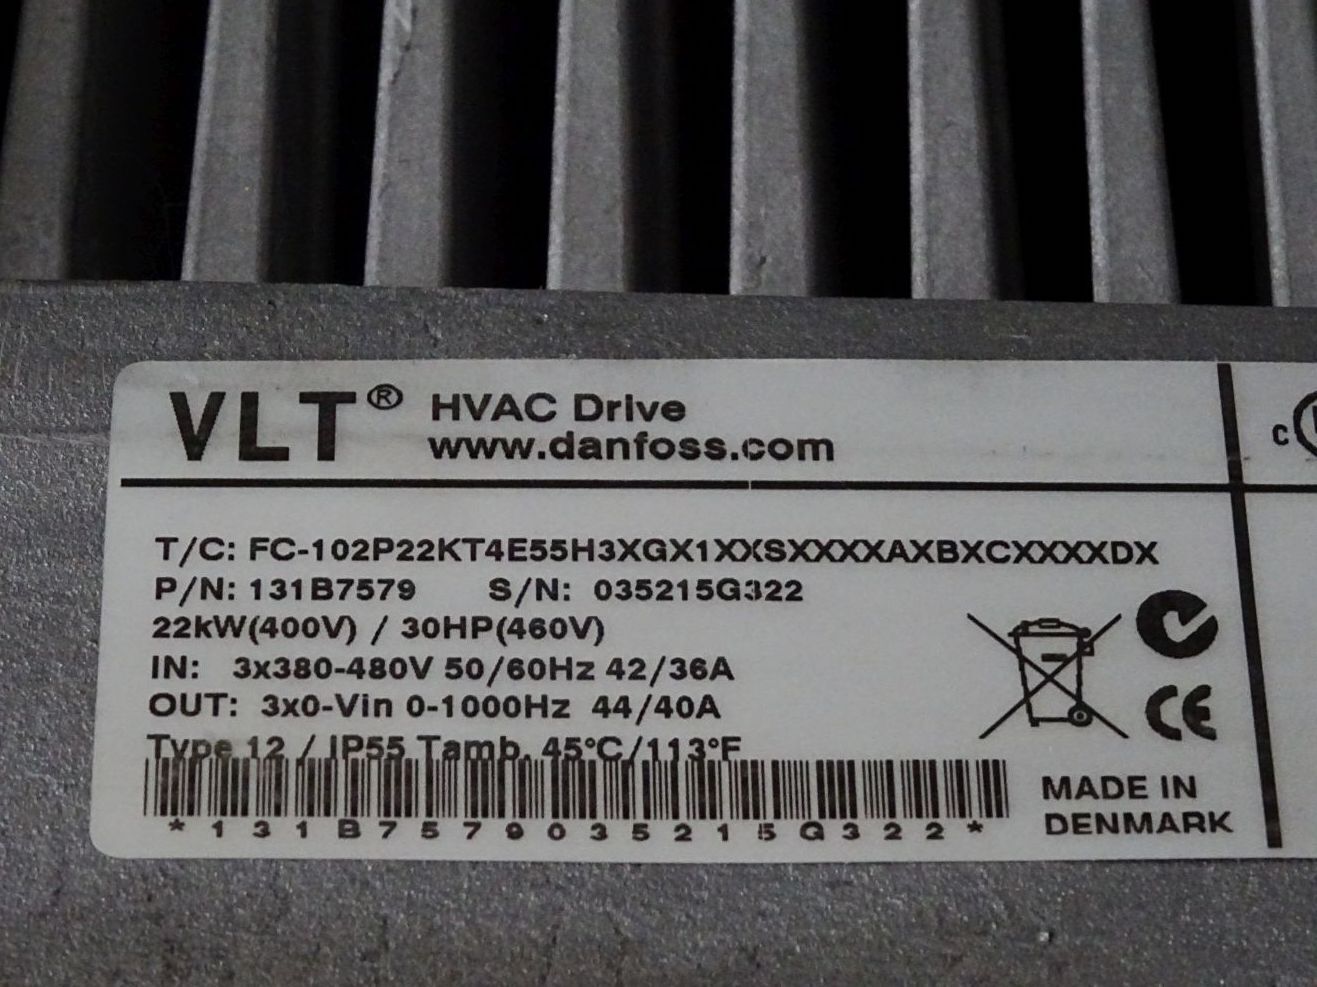 VLT® HVAC Drive
www.danfoss.com
T/C: FC-102P22KT4E55H3XGX1XXSXXXXAXBXCXXXXDX
P/N: 131B7579 S/N: 035215G322
22kW(400V) / 30HP(460V)
IN: 3x380-480V 50/60Hz 42/36A
OUT: 3x0-Vin 0-1000Hz 44/40A
Type 12 / IP55 Tamb. 45°C/113°F
*131B7579035215G322*
MADE IN
DENMARK
CE
c